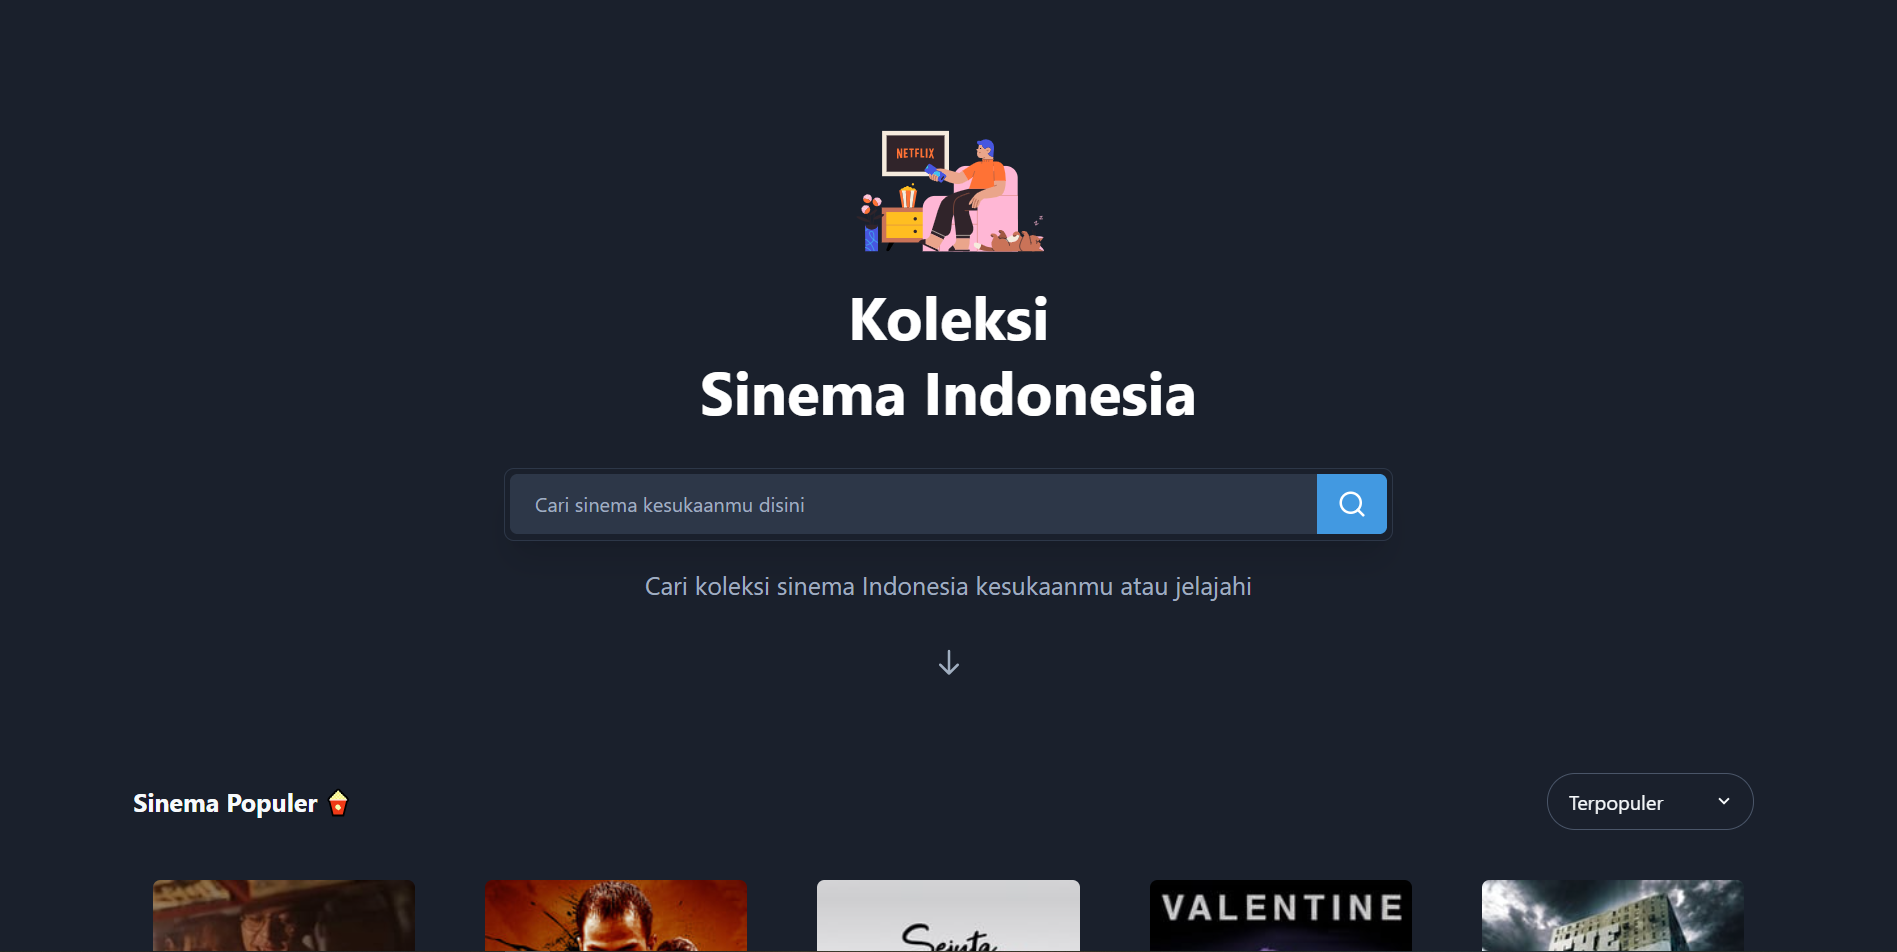 NETFLIX
Koleksi
Sinema Indonesia
Cari sinema kesukaanmu disini
Cari koleksi sinema Indonesia kesukaanmu atau jelajahi
Sinema Populer
Terpopuler
Sejuta
VALENTINE